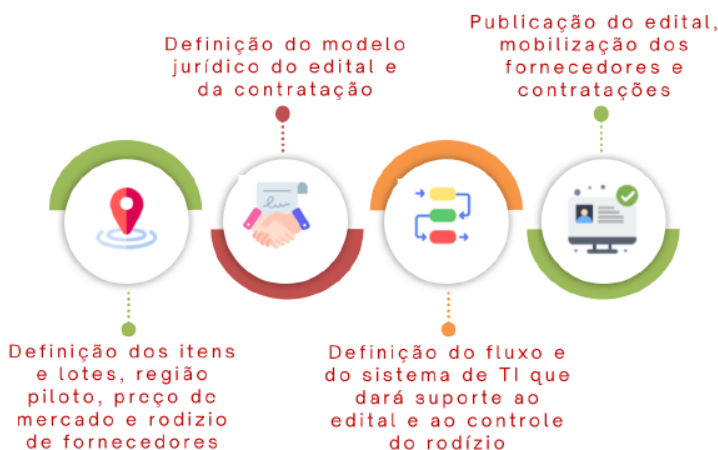 Definição dos itens
e lotes, região
piloto, preço de
mercado e rodizio
de fornecedores
Definição do modelo
jurídico do edital e
da contratação
Definição do fluxo e
do sistema de TI que
dará suporte ao
edital e ao controle
do rodízio
Publicação do edital,
mobilização dos
fornecedores e
contratações